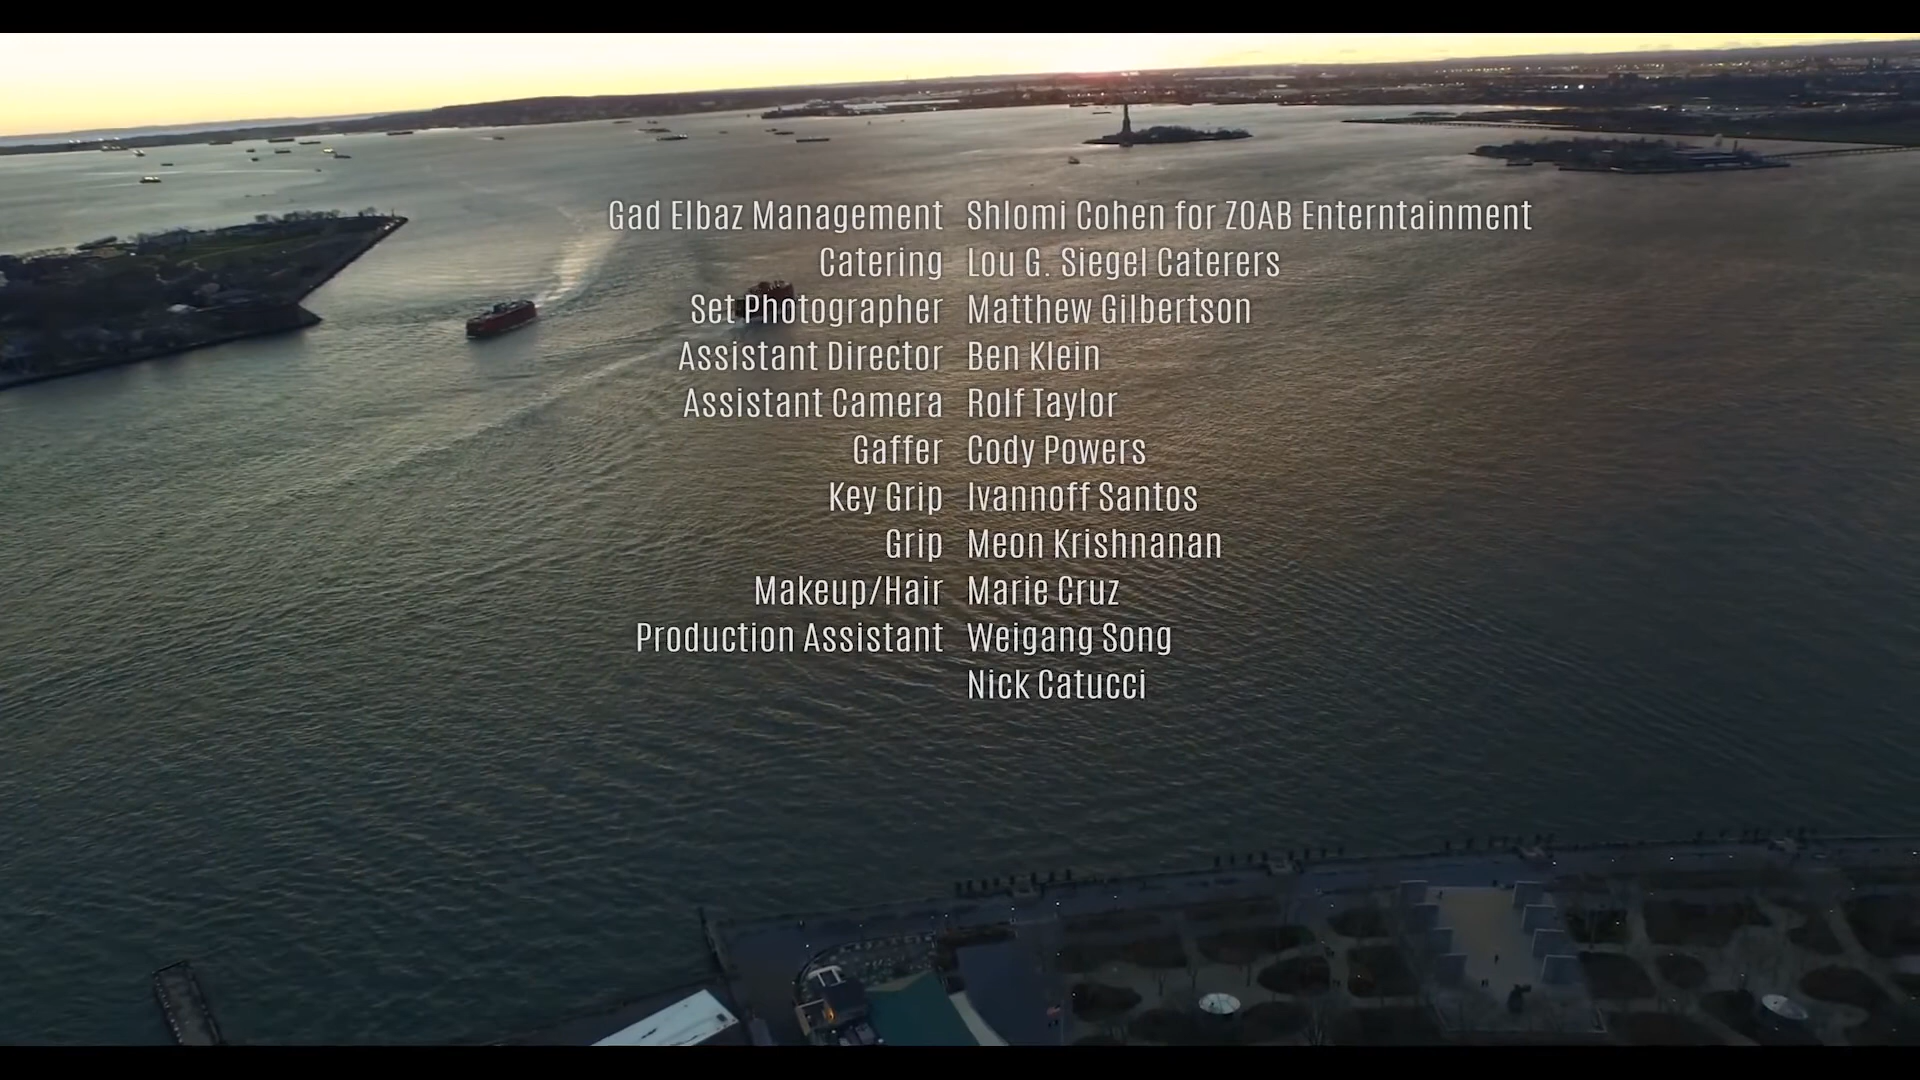 Gad Elbaz Management Shlomi Cohen for ZOAB Enterntainment
Catering Lou G. Siegel Caterers
Set Photographer Matthew Gilbertson
Assistant Director Ben Klein
Assistant Camera Rolf Taylor
Gaffer Cody Powers
Key Grip Ivannoff Santos
Grip Meon Krishnanan
Makeup/Hair Marie Cruz
Production Assistant Weigang Song
Nick Catucci